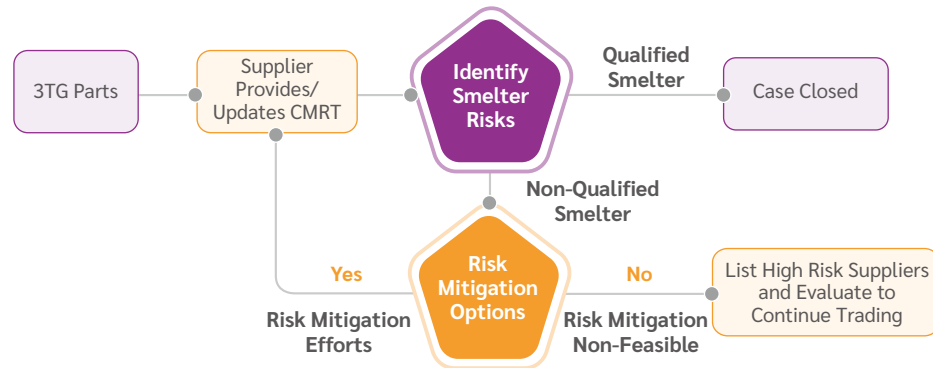 3TG Parts
Supplier
Provides/
Updates CMRT
Identify
Smelter
Risks
Qualified
Smelter
Case Closed
Non-Qualified
Smelter
Risk
Mitigation
Options
Yes
Risk Mitigation
Efforts
No
Risk Mitigation
Non-Feasible
List High Risk Suppliers
and Evaluate to
Continue Trading